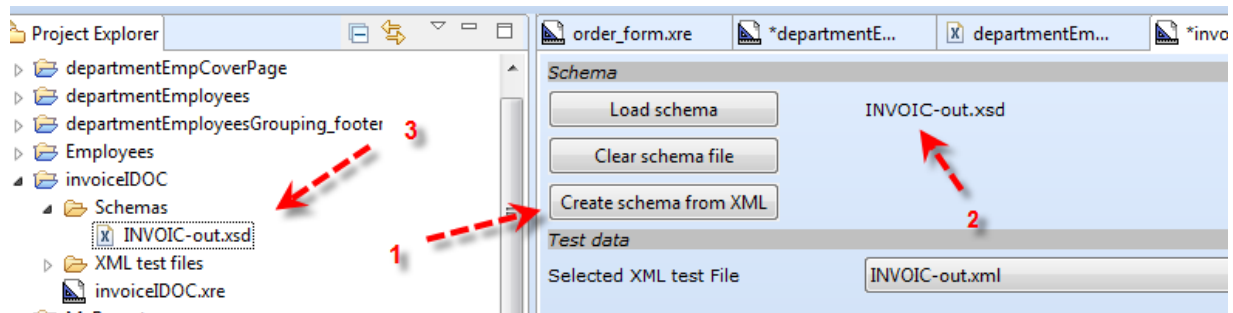 Project Explorer
departmentEmpCoverPage
departmentEmployees
departmentEmployeesGrouping_footer
Employees
invoiceIDOC
Schemas
INVOIC-out.xsd
XML test files
invoiceIDOC.xre
3
1
order_form.xre
*departmentE...
departmentEm...
*invo
Schema
Load schema
INVOIC-out.xsd
Clear schema file
Create schema from XML
2
Test data
Selected XML test File
INVOIC-out.xml